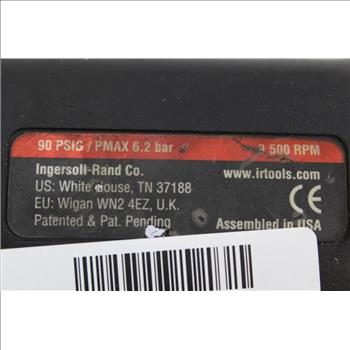 90 PSIG / PMAX 6.2 bar 9 500 RPM
Ingersoll-Rand Co. www.irtools.com
US: White House, TN 37188 CE
EU: Wigan WN2 4EZ, U.K.
Patented & Pat. Pending Assembled in USA